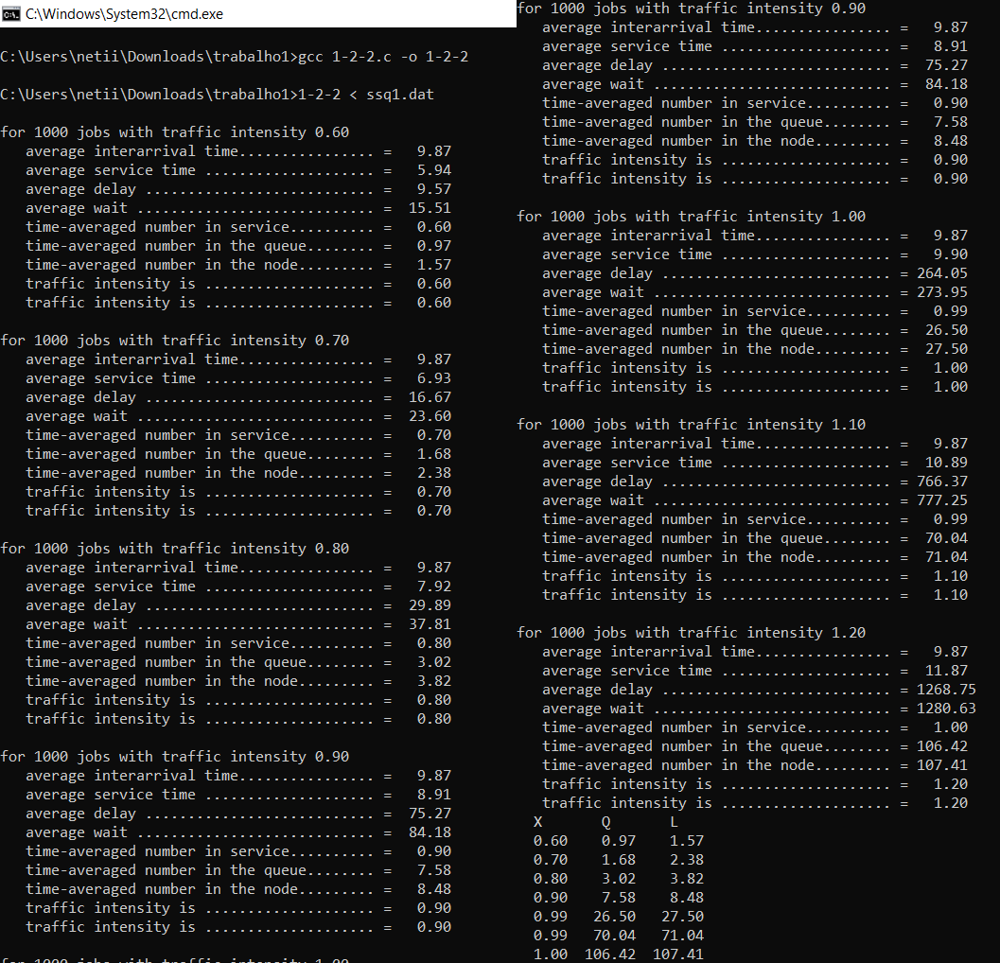 C:\Windows\System32\cmd.exe
C:\Users\netii\Downloads\trabalho1>gcc 1-2-2.c -o 1-2-2
C:\Users\netii\Downloads\trabalho1>1-2-2 < ssq1.dat
for 1000 jobs with traffic intensity 0.60
average interarrival time................ = 9.87
average service time .................... = 5.94
average delay ........................... = 9.57
average wait ............................ = 15.51
time-averaged number in service.......... = 0.60
time-averaged number in the queue........ = 0.97
time-averaged number in the node......... = 1.57
traffic intensity is .................... = 0.60
traffic intensity is .................... = 0.60
for 1000 jobs with traffic intensity 0.70
average interarrival time................ = 9.87
average service time .................... = 6.93
average delay ........................... = 16.67
average wait ............................ = 23.60
time-averaged number in service.......... = 0.70
time-averaged number in the queue........ = 1.68
time-averaged number in the node......... = 2.38
traffic intensity is .................... = 0.70
traffic intensity is .................... = 0.70
for 1000 jobs with traffic intensity 0.80
average interarrival time................ = 9.87
average service time .................... = 7.92
average delay ........................... = 29.89
average wait ............................ = 37.81
time-averaged number in service.......... = 0.80
time-averaged number in the queue........ = 3.02
time-averaged number in the node......... = 3.82
traffic intensity is .................... = 0.80
traffic intensity is .................... = 0.80
for 1000 jobs with traffic intensity 0.90
average interarrival time................ = 9.87
average service time .................... = 8.91
average delay ........................... = 75.27
average wait ............................ = 84.18
time-averaged number in service.......... = 0.90
time-averaged number in the queue........ = 7.58
time-averaged number in the node......... = 8.48
traffic intensity is .................... = 0.90
traffic intensity is .................... = 0.90
for 1000 jobs with traffic intensity 1.00
for 1000 jobs with traffic intensity 0.90
average interarrival time................ = 9.87
average service time .................... = 8.91
average delay ........................... = 75.27
average wait ............................ = 84.18
time-averaged number in service.......... = 0.90
time-averaged number in the queue........ = 7.58
time-averaged number in the node......... = 8.48
traffic intensity is .................... = 0.90
traffic intensity is .................... = 0.90
for 1000 jobs with traffic intensity 1.00
average interarrival time................ = 9.87
average service time .................... = 9.90
average delay ........................... = 264.05
average wait ............................ = 273.95
time-averaged number in service.......... = 0.99
time-averaged number in the queue........ = 26.50
time-averaged number in the node......... = 27.50
traffic intensity is .................... = 1.00
traffic intensity is .................... = 1.00
for 1000 jobs with traffic intensity 1.10
average interarrival time................ = 9.87
average service time .................... = 10.89
average delay ........................... = 766.37
average wait ............................ = 777.25
time-averaged number in service.......... = 0.99
time-averaged number in the queue........ = 70.04
time-averaged number in the node......... = 71.04
traffic intensity is .................... = 1.10
traffic intensity is .................... = 1.10
for 1000 jobs with traffic intensity 1.20
average interarrival time................ = 9.87
average service time .................... = 11.87
average delay ........................... = 1268.75
average wait ............................ = 1280.63
time-averaged number in service.......... = 1.00
time-averaged number in the queue........ = 106.42
time-averaged number in the node......... = 107.41
traffic intensity is .................... = 1.20
traffic intensity is .................... = 1.20
X Q L
0.60 0.97 1.57
0.70 1.68 2.38
0.80 3.02 3.82
0.90 7.58 8.48
0.99 26.50 27.50
0.99 70.04 71.04
1.00 106.42 107.41